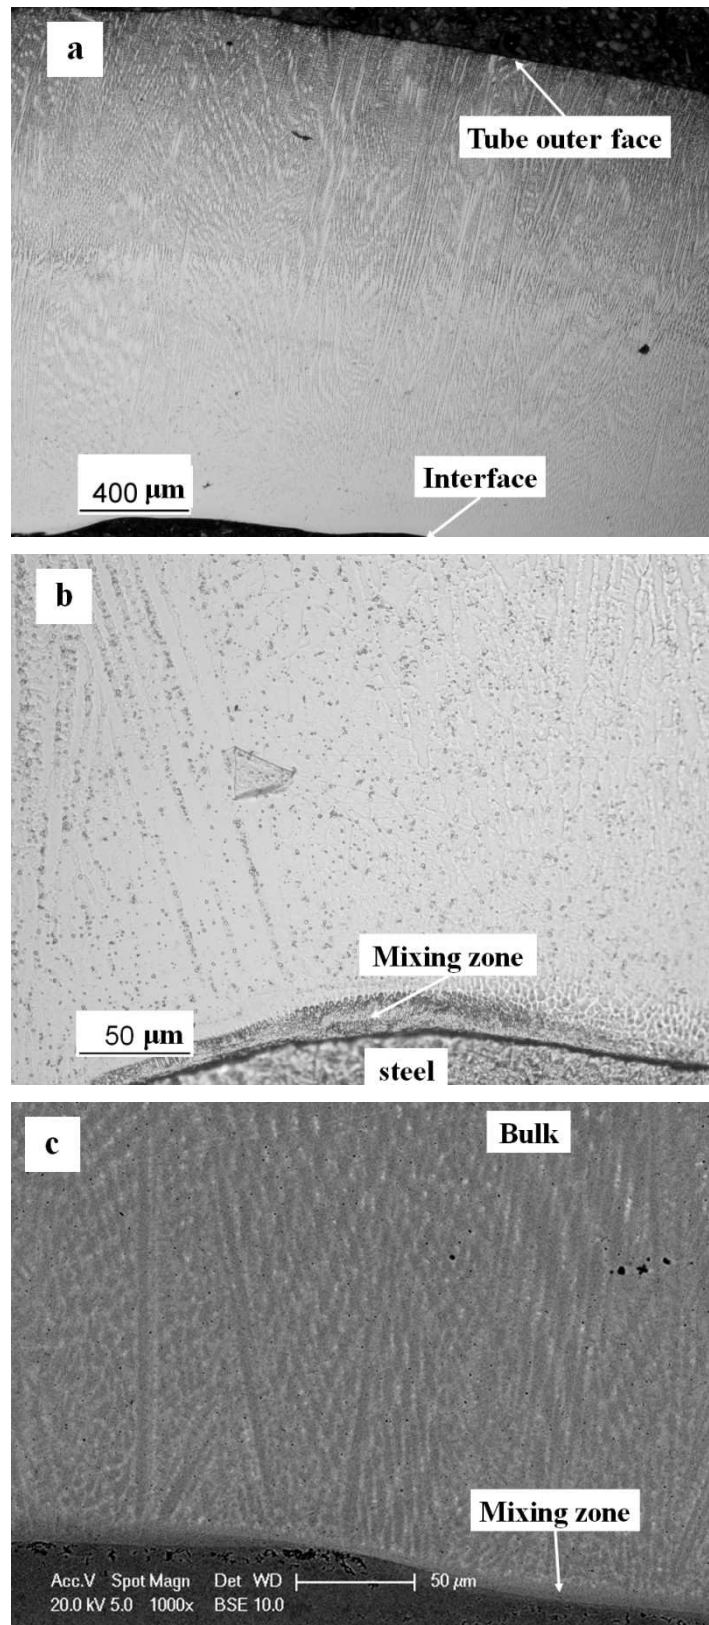 a
Tube outer face
Interface
400 μm
b
Mixing zone
50 μm
steel
c
Bulk
Mixing zone
Acc.V Spot Magn Det WD 50 μm
20.0 kV 5.0 1000x BSE 10.0